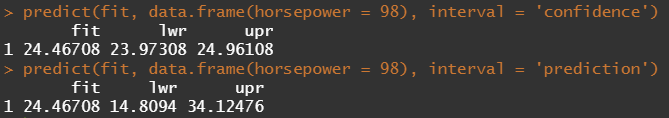 > predict(fit, data.frame(horsepower = 98), interval = 'confidence')
       fit      lwr      upr
1 24.46708 23.97308 24.96108
> predict(fit, data.frame(horsepower = 98), interval = 'prediction')
       fit     lwr      upr
1 24.46708 14.8094 34.12476